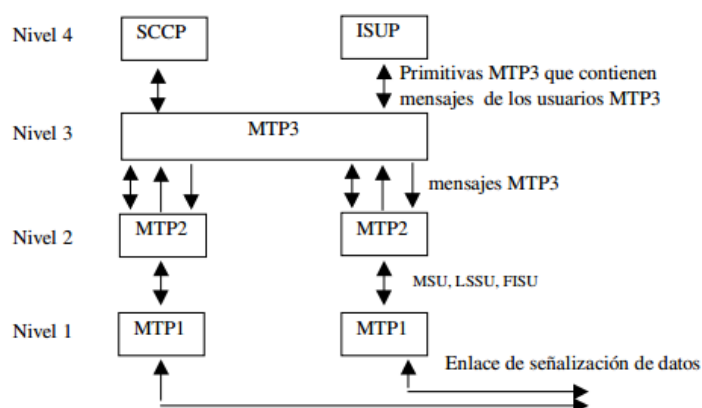 Nivel 4
SCCP
ISUP
Primitivas MTP3 que contienen
mensajes de los usuarios MTP3
Nivel 3
MTP3
mensajes MTP3
Nivel 2
MTP2
MTP2
MSU, LSSU, FISU
Nivel 1
MTP1
MTP1
Enlace de señalización de datos